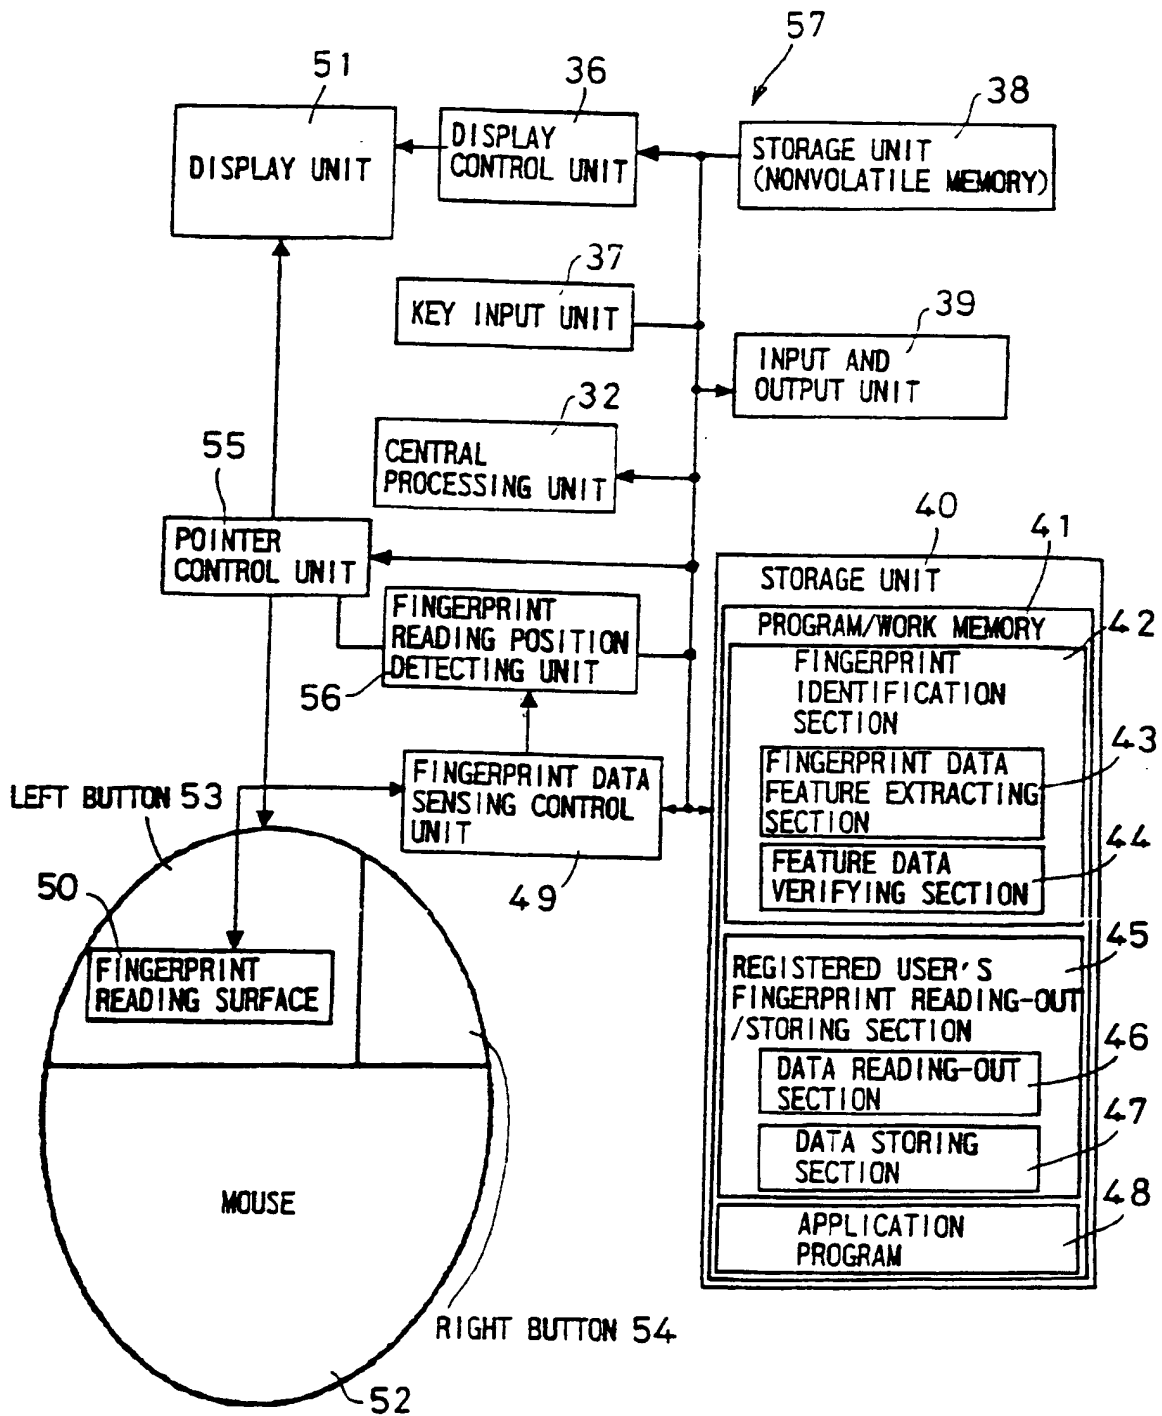 57
51
36
38
DISPLAY UNIT
DISPLAY
CONTROL UNIT
STORAGE UNIT
(NONVOLATILE MEMORY)
37
KEY INPUT UNIT
39
INPUT AND
OUTPUT UNIT
32
CENTRAL
PROCESSING UNIT
55
POINTER
CONTROL UNIT
FINGERPRINT
READING POSITION
DETECTING UNIT
56
FINGERPRINT DATA
SENSING CONTROL
UNIT
49
40
41
STORAGE UNIT
PROGRAM/WORK MEMORY
42
FINGERPRINT
IDENTIFICATION
SECTION
43
FINGERPRINT DATA
FEATURE EXTRACTING
SECTION
44
FEATURE DATA
VERIFYING SECTION
45
REGISTERED USER'S
FINGERPRINT READING-OUT
/STORING SECTION
46
DATA READING-OUT
SECTION
47
DATA STORING
SECTION
48
APPLICATION
PROGRAM
LEFT BUTTON 53
50
FINGERPRINT
READING SURFACE
MOUSE
RIGHT BUTTON 54
52